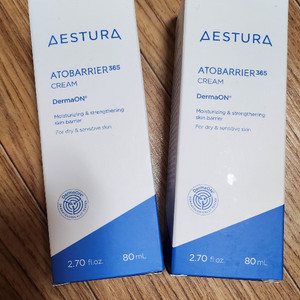 AESTURA
ATOBARRIER365
CREAM
DermaON®
Moisturizing & strengthening
skin barrier
For dry & sensitive skin
2.70 fl.oz. 80 mL
AESTURA
ATOBARRIER365
CREAM
DermaON®
Moisturizing & strengthening
skin barrier
For dry & sensitive skin
2.70 fl.oz. 80 mL